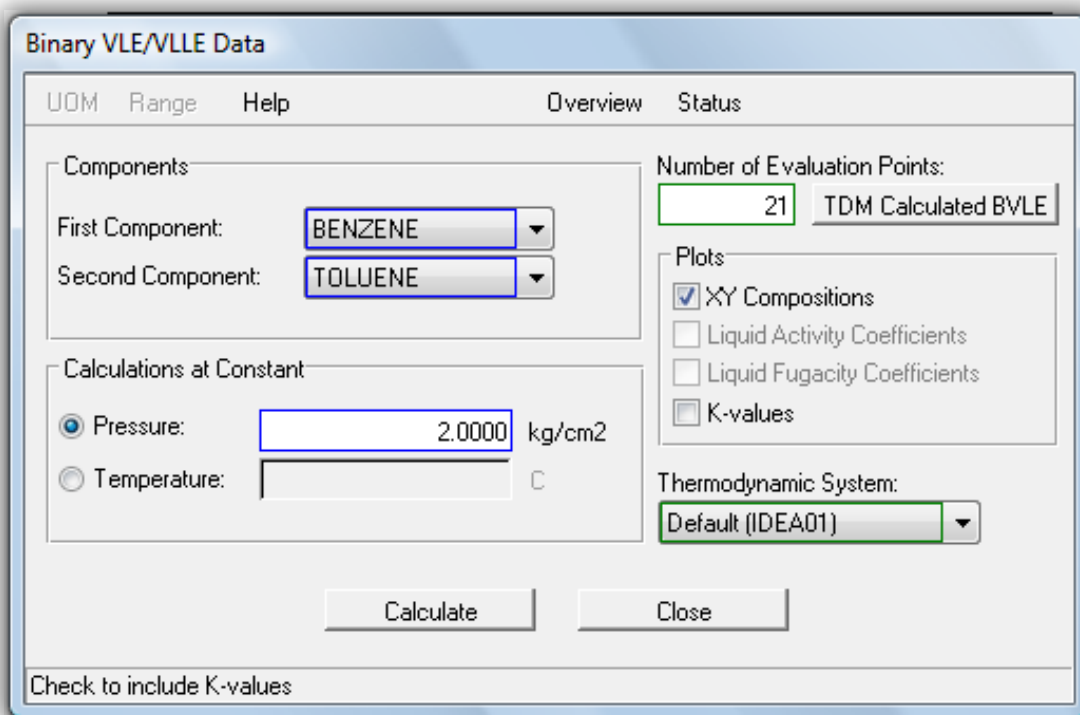 Binary VLE/VLLE Data
UOM Range Help Overview Status
Components
First Component: BENZENE
Second Component: TOLUENE
Calculations at Constant
Pressure: 2.0000 kg/cm2
Temperature: C
Number of Evaluation Points:
21 TDM Calculated BVLE
Plots
XY Compositions
Liquid Activity Coefficients
Liquid Fugacity Coefficients
K-values
Thermodynamic System:
Default (IDEA01)
Calculate Close
Check to include K-values